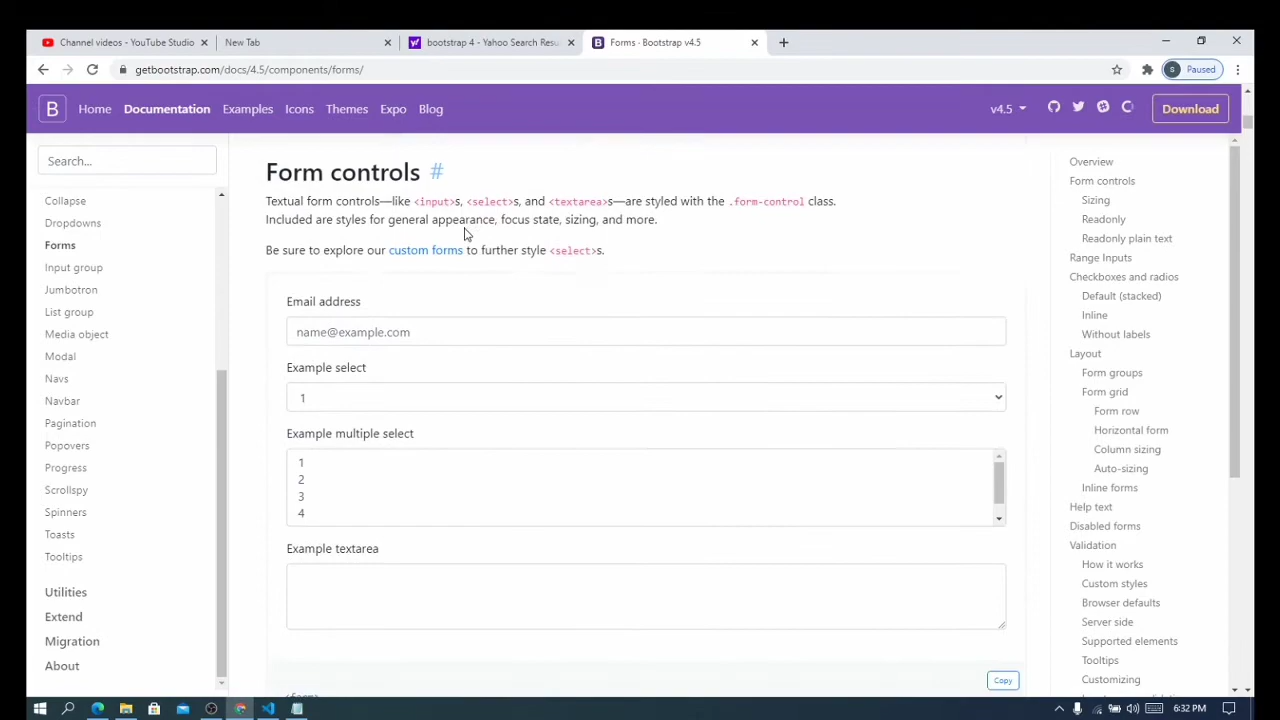 Channel videos - YouTube Studio
New Tab
bootstrap 4 - Yahoo Search Resu
Forms · Bootstrap v4.5
getbootstrap.com/docs/4.5/components/forms/
S
Paused
B
Home
Documentation
Examples
Icons
Themes
Expo
Blog
v4.5
Download
Search...
Collapse
Dropdowns
Forms
Input group
Jumbotron
List group
Media object
Modal
Navs
Navbar
Pagination
Popovers
Progress
Scrollspy
Spinners
Toasts
Tooltips
Utilities
Extend
Migration
About
Form controls #
Textual form controls—like <input>s, <select>s, and <textarea>s—are styled with the .form-control class.
Included are styles for general appearance, focus state, sizing, and more.
Be sure to explore our custom forms to further style <select>s.
Email address
name@example.com
Example select
1
Example multiple select
1
2
3
4
Example textarea
Copy
<form>
Overview
Form controls
Sizing
Readonly
Readonly plain text
Range Inputs
Checkboxes and radios
Default (stacked)
Inline
Without labels
Layout
Form groups
Form grid
Form row
Horizontal form
Column sizing
Auto-sizing
Inline forms
Help text
Disabled forms
Validation
How it works
Custom styles
Browser defaults
Server side
Supported elements
Tooltips
Customizing
6:32 PM